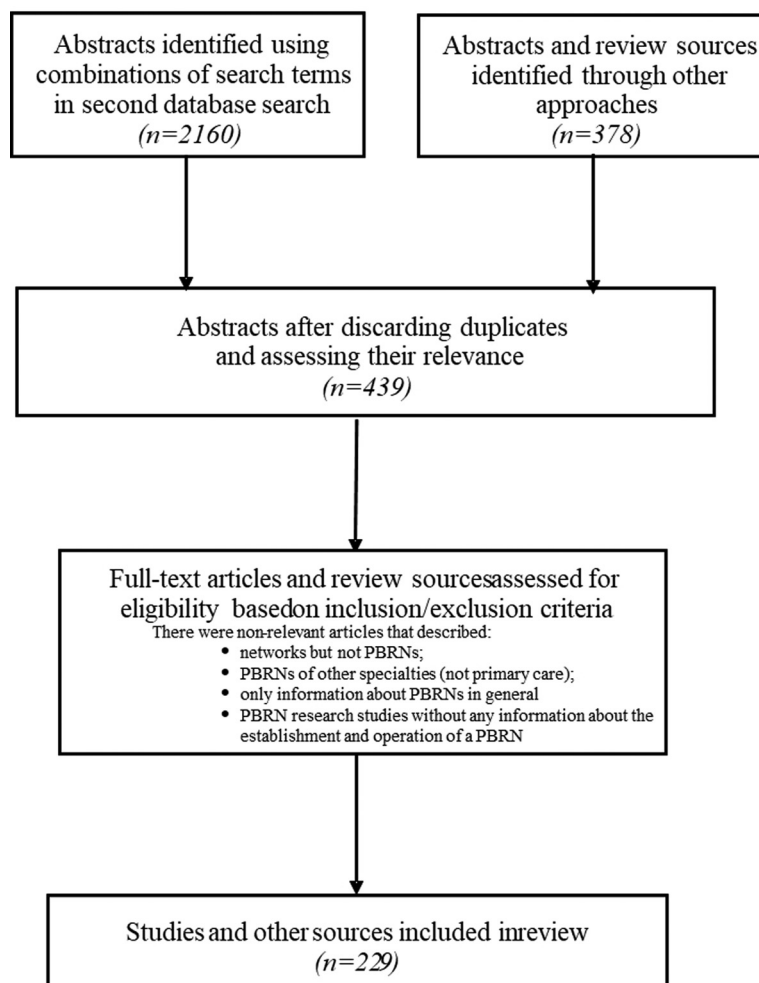 Abstracts identified using
combinations of search terms
in second database search
(n=2160)
Abstracts and review sources
identified through other
approaches
(n=378)
Abstracts after discarding duplicates
and assessing their relevance
(n=439)
Full-text articles and review sourcesassessed for
eligibility basedon inclusion/exclusion criteria
There were non-relevant articles that described:
• networks but not PBRNs;
• PBRNs of other specialties (not primary care);
• only information about PBRNs in general
• PBRN research studies without any information about the
establishment and operation of a PBRN
Studies and other sources included inreview
(n=229)